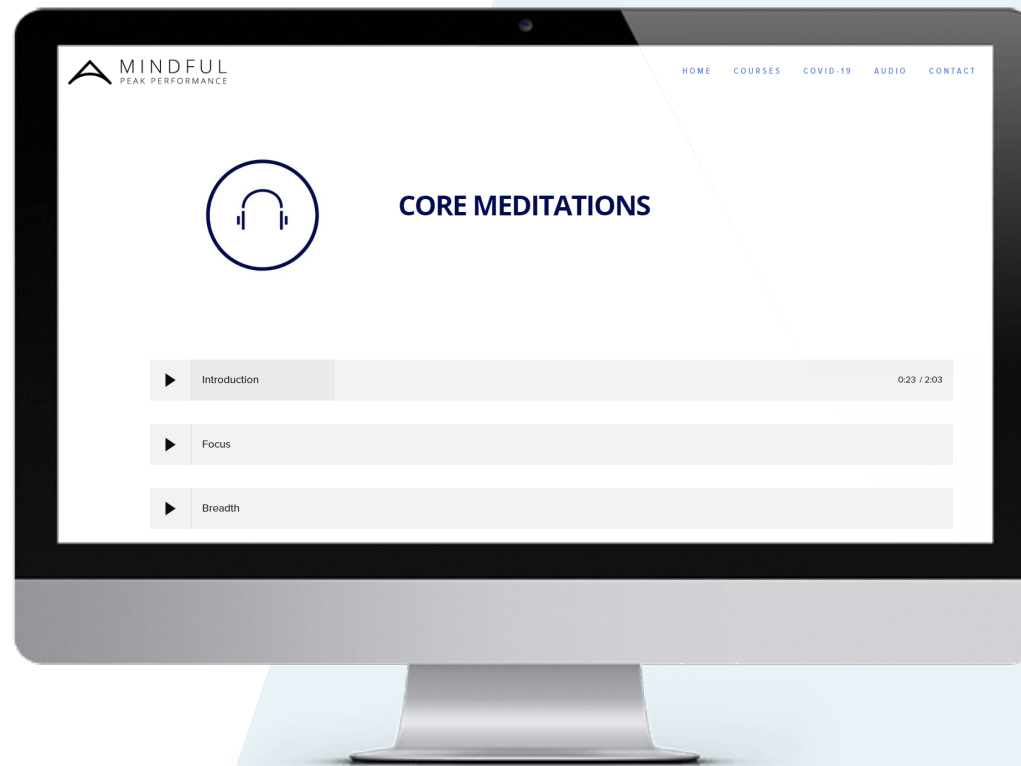 MINDFUL
PEAK PERFORMANCE
HOME COURSES COVID-19 AUDIO CONTACT
CORE MEDITATIONS
Introduction 0:23 / 2:03
Focus
Breadth